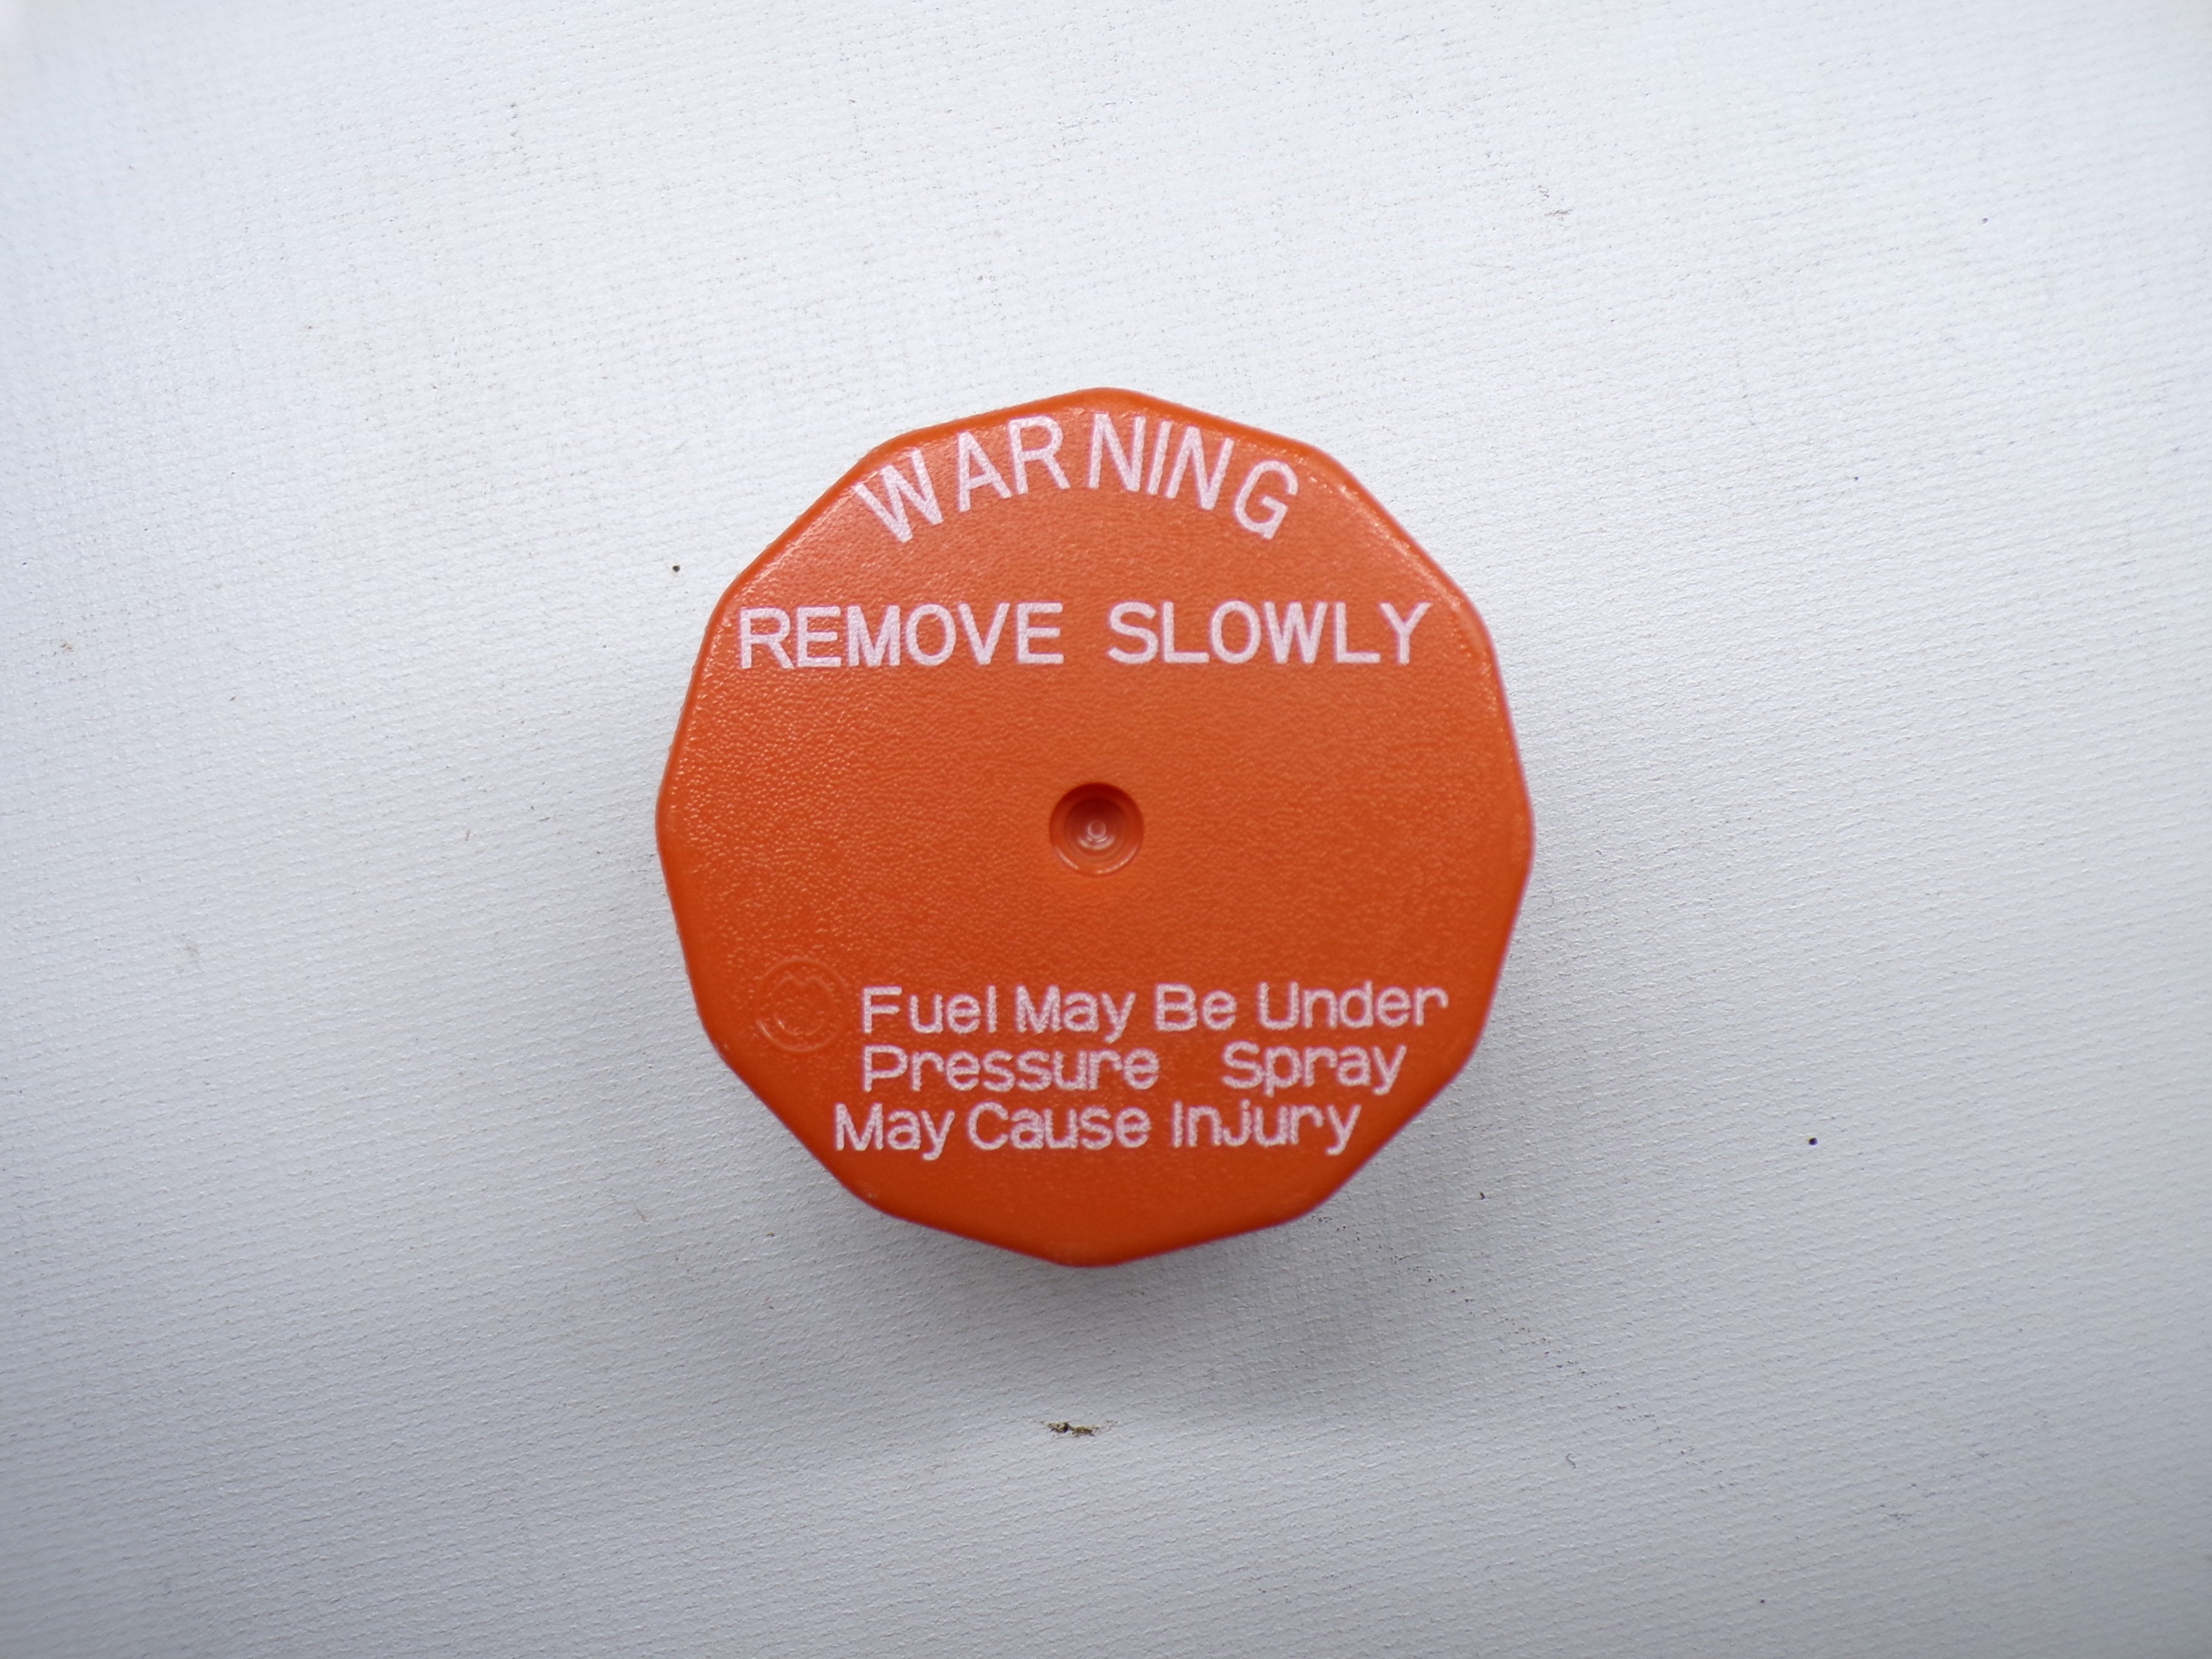 WARNING
REMOVE SLOWLY
Fuel May Be Under
Pressure Spray
May Cause Injury